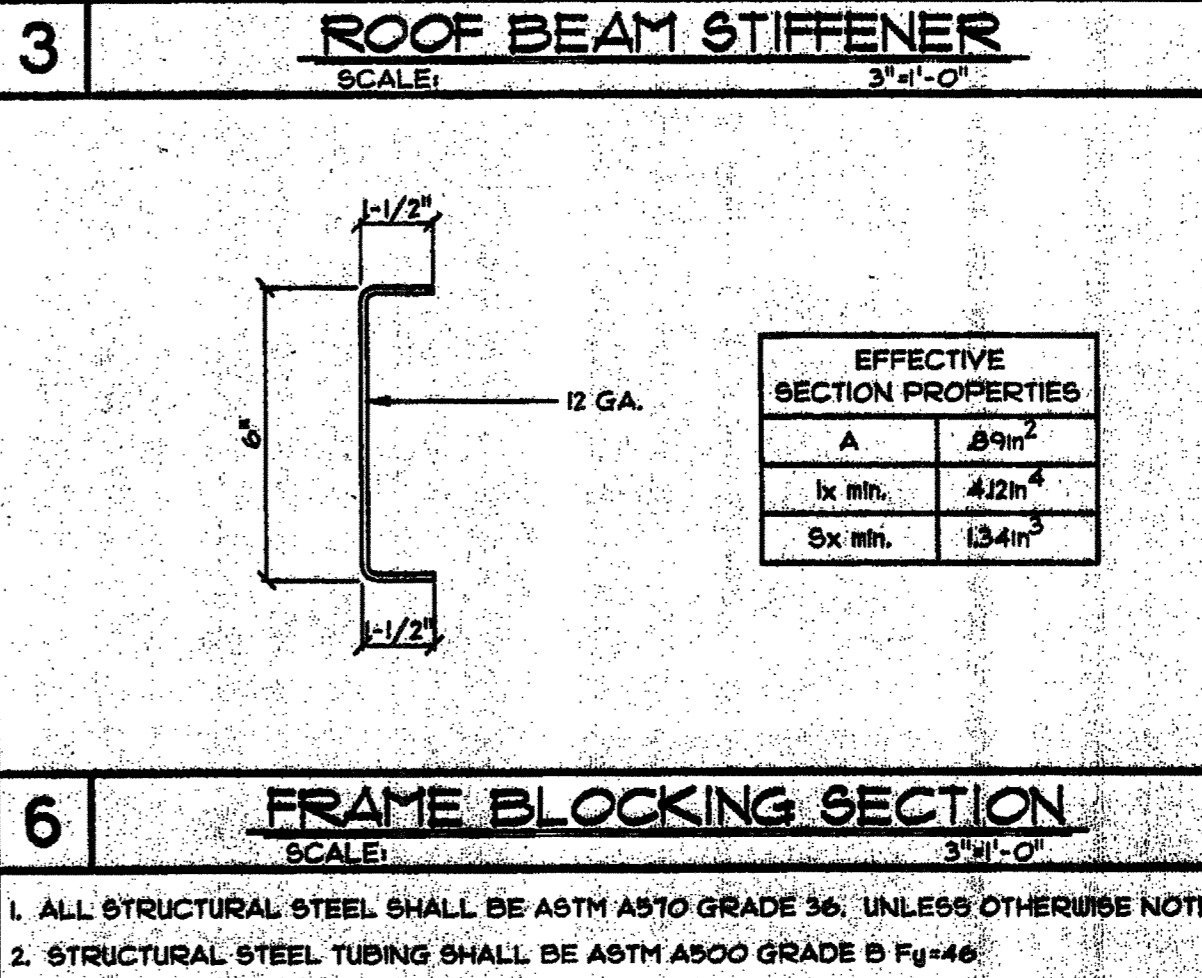 3
ROOF BEAM STIFFENER
SCALE: 3"=1'-0"
1-1/2"
6"
12 GA.
1-1/2"
EFFECTIVE
SECTION PROPERTIES
A .89in2
Ix min. 4.12in4
Sx min. 1.34in3
6
FRAME BLOCKING SECTION
SCALE: 3"=1'-0"
1. ALL STRUCTURAL STEEL SHALL BE ASTM A570 GRADE 36, UNLESS OTHERWISE NOT
2. STRUCTURAL STEEL TUBING SHALL BE ASTM A500 GRADE B Fy=46